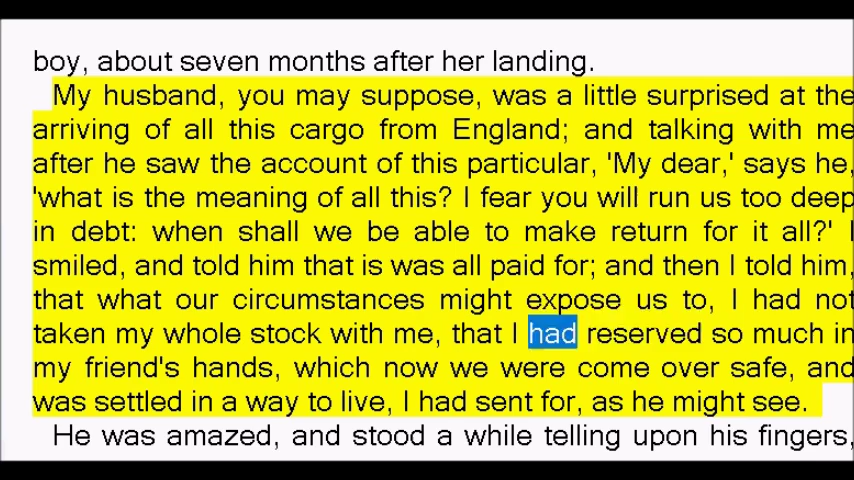 boy, about seven months after her landing.
My husband, you may suppose, was a little surprised at the
arriving of all this cargo from England; and talking with me
after he saw the account of this particular, 'My dear,' says he,
'what is the meaning of all this? I fear you will run us too deep
in debt: when shall we be able to make return for it all?' I
smiled, and told him that is was all paid for; and then I told him,
that what our circumstances might expose us to, I had not
taken my whole stock with me, that I had reserved so much in
my friend's hands, which now we were come over safe, and
was settled in a way to live, I had sent for, as he might see.
He was amazed, and stood a while telling upon his fingers,